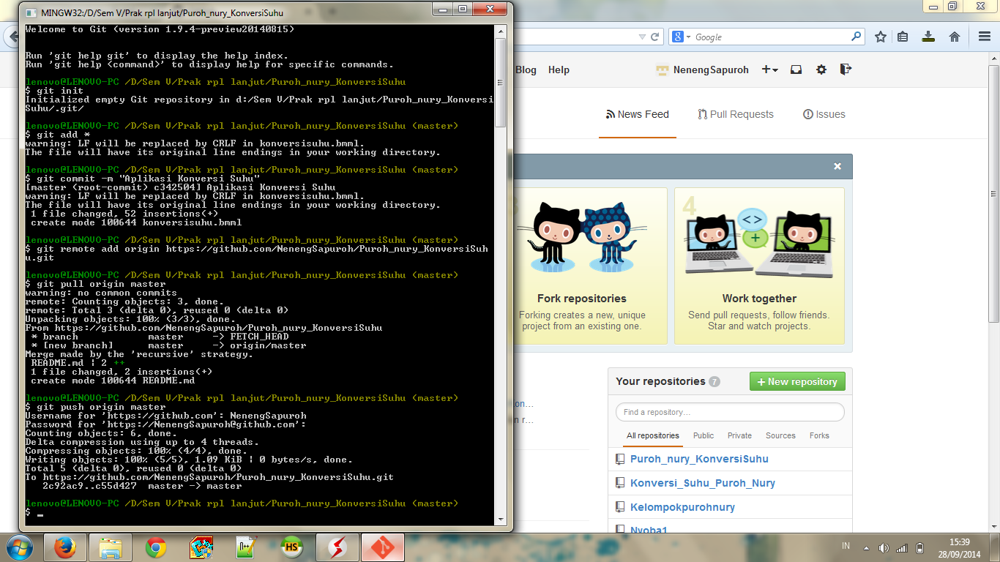 MINGW32:/D/Sem V/Prak rpl lanjut/Puroh_nury_KonversiSuhu
Welcome to Git (version 1.9.4-preview20140815)
Run 'git help git' to display the help index.
Run 'git help <command>' to display help for specific commands.
lenovo@LENOVO-PC /D/Sem V/Prak rpl lanjut/Puroh_nury_KonversiSuhu
$ git init
Initialized empty Git repository in d:/Sem V/Prak rpl lanjut/Puroh_nury_Konversi
Suhu/.git/
lenovo@LENOVO-PC /D/Sem V/Prak rpl lanjut/Puroh_nury_KonversiSuhu (master)
$ git add *
warning: LF will be replaced by CRLF in konversisuhu.bmml.
The file will have its original line endings in your working directory.
lenovo@LENOVO-PC /D/Sem V/Prak rpl lanjut/Puroh_nury_KonversiSuhu (master)
$ git commit -m "Aplikasi Konversi Suhu"
[master (root-commit) c342504] Aplikasi Konversi Suhu
warning: LF will be replaced by CRLF in konversisuhu.bmml.
The file will have its original line endings in your working directory.
1 file changed, 52 insertions(+)
create mode 100644 konversisuhu.bmml
lenovo@LENOVO-PC /D/Sem V/Prak rpl lanjut/Puroh_nury_KonversiSuhu (master)
$ git remote add origin https://github.com/NenengSapuroh/Puroh_nury_KonversiSuh
u.git
lenovo@LENOVO-PC /D/Sem V/Prak rpl lanjut/Puroh_nury_KonversiSuhu (master)
$ git pull origin master
warning: no common commits
remote: Counting objects: 3, done.
remote: Total 3 (delta 0), reused 0 (delta 0)
Unpacking objects: 100% (3/3), done.
From https://github.com/NenengSapuroh/Puroh_nury_KonversiSuhu
* branch master -> FETCH_HEAD
* [new branch] master -> origin/master
Merge made by the 'recursive' strategy.
README.md | 2 ++
1 file changed, 2 insertions(+)
create mode 100644 README.md
lenovo@LENOVO-PC /D/Sem V/Prak rpl lanjut/Puroh_nury_KonversiSuhu (master)
$ git push origin master
Username for 'https://github.com': NenengSapuroh
Password for 'https://NenengSapuroh@github.com':
Counting objects: 6, done.
Delta compression using up to 4 threads.
Compressing objects: 100% (4/4), done.
Writing objects: 100% (5/5), 1.09 KiB | 0 bytes/s, done.
Total 5 (delta 0), reused 0 (delta 0)
To https://github.com/NenengSapuroh/Puroh_nury_KonversiSuhu.git
2c92ac9..c55d427 master -> master
lenovo@LENOVO-PC /D/Sem V/Prak rpl lanjut/Puroh_nury_KonversiSuhu (master)
$
Google
Blog Help NenengSapuroh
News Feed Pull Requests Issues
4
Fork repositories
Forking creates a new, unique
project from an existing one.
Work together
Send pull requests, follow friends.
Star and watch projects.
on...
n r...
Your repositories 7 + New repository
Find a repository...
All repositories Public Private Sources Forks
Puroh_nury_KonversiSuhu
Konversi_Suhu_Puroh_Nury
Kelompokpurohnury
Nyoba1
HS
IN
15:39
28/09/2014